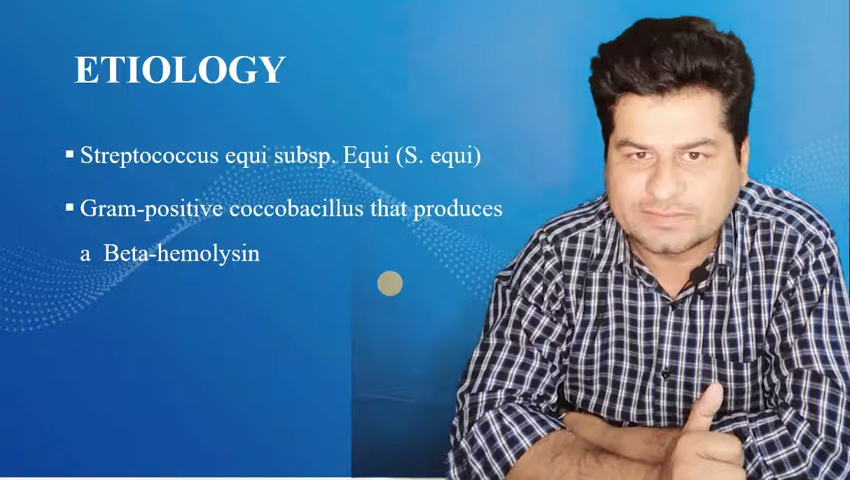 ETIOLOGY
▪ Streptococcus equi subsp. Equi (S. equi)
▪ Gram-positive coccobacillus that produces
a Beta-hemolysin